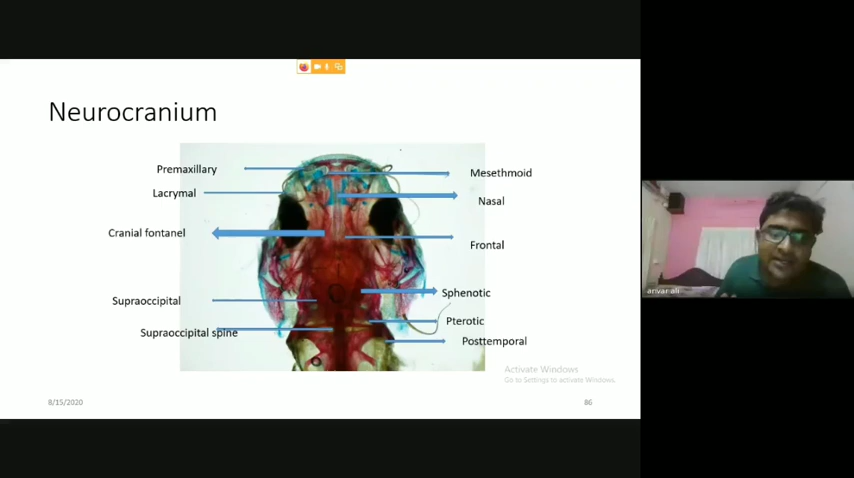 Neurocranium
Premaxillary
Lacrymal
Cranial fontanel
Supraoccipital
Supraoccipital spine
Mesethmoid
Nasal
Frontal
Sphenotic
Pterotic
Posttemporal
Activate Windows
Go to Settings to activate Windows.
8/15/2020
86
anvar ali